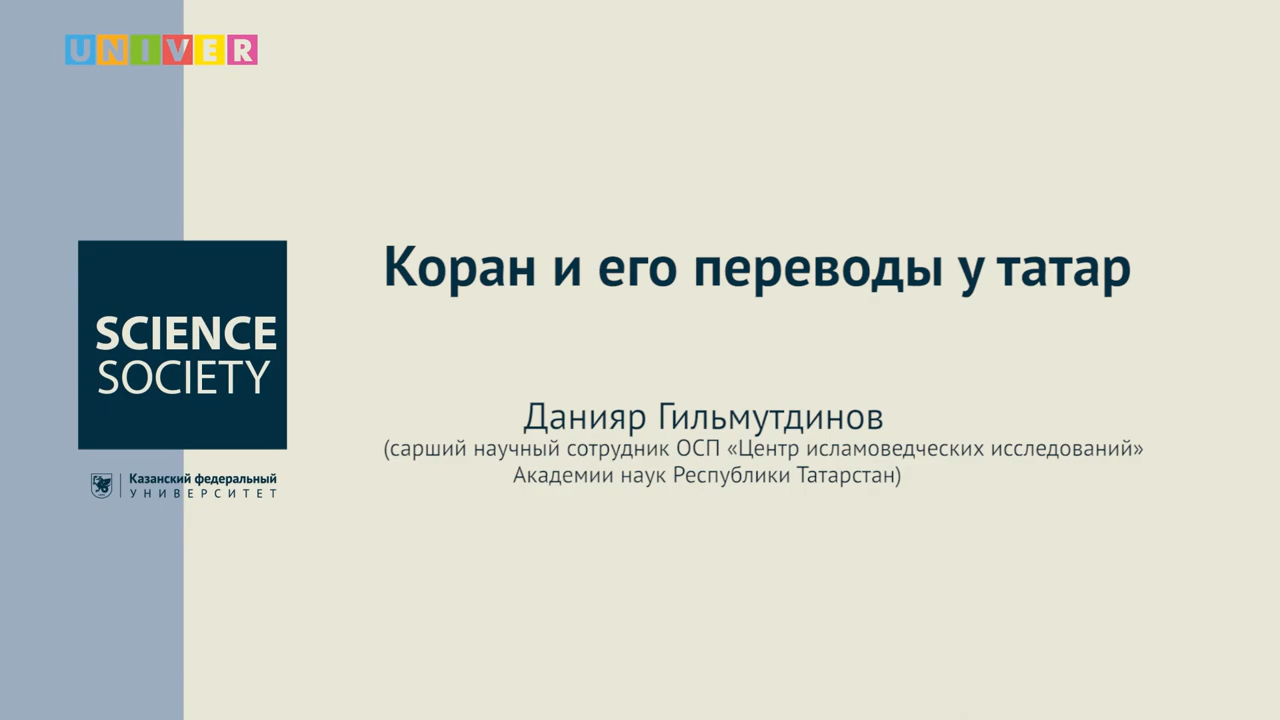 UNIVER
Коран и его переводы у татар
SCIENCE
SOCIETY
Данияр Гильмутдинов
(сарший научный сотрудник ОСП «Центр исламоведческих исследований»
Академии наук Республики Татарстан)
Казанский федеральный
УНИВЕРСИТЕТ